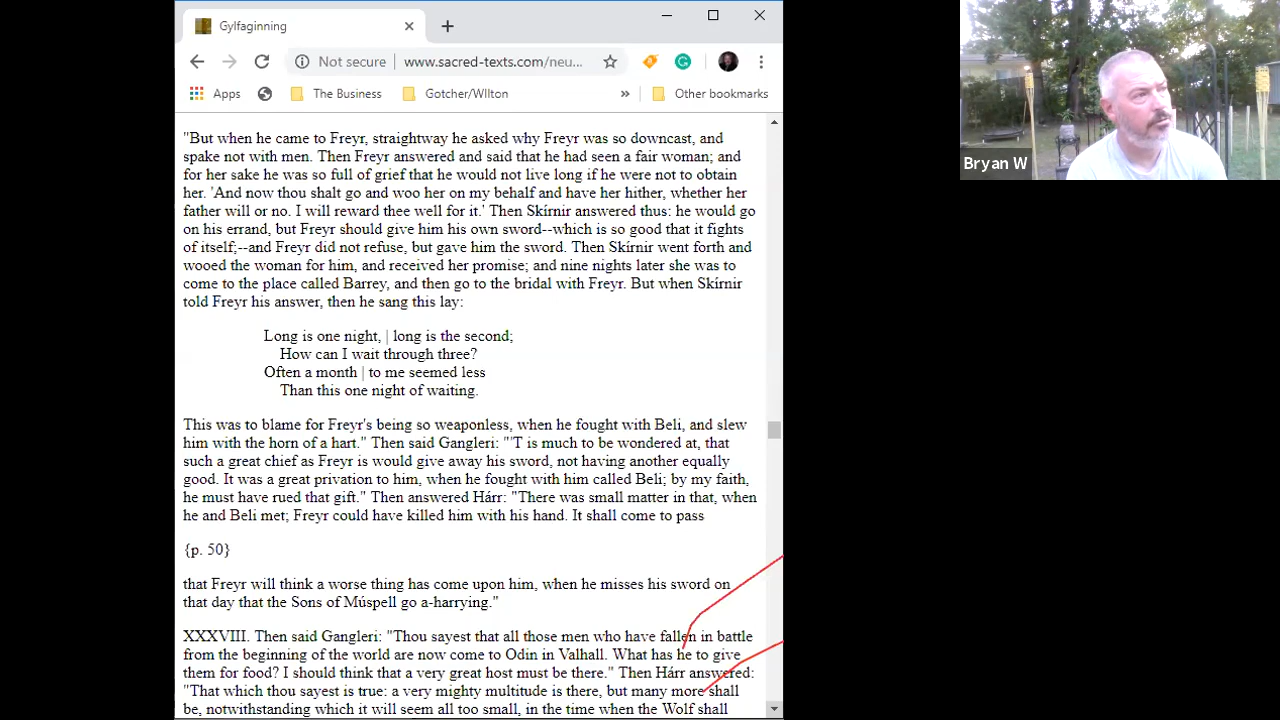 Gylfaginning
Not secure
www.sacred-texts.com/neu...
Apps
The Business
Gotcher/WIlton
»
Other bookmarks
"But when he came to Freyr, straightway he asked why Freyr was so downcast, and
spake not with men. Then Freyr answered and said that he had seen a fair woman; and
for her sake he was so full of grief that he would not live long if he were not to obtain
her. 'And now thou shalt go and woo her on my behalf and have her hither, whether her
father will or no. I will reward thee well for it.' Then Skírnir answered thus: he would go
on his errand, but Freyr should give him his own sword--which is so good that it fights
of itself;--and Freyr did not refuse, but gave him the sword. Then Skírnir went forth and
wooed the woman for him, and received her promise; and nine nights later she was to
come to the place called Barrey, and then go to the bridal with Freyr. But when Skírnir
told Freyr his answer, then he sang this lay:
Long is one night, | long is the second;
How can I wait through three?
Often a month | to me seemed less
Than this one night of waiting.
This was to blame for Freyr's being so weaponless, when he fought with Beli, and slew
him with the horn of a hart." Then said Gangleri: "'T is much to be wondered at, that
such a great chief as Freyr is would give away his sword, not having another equally
good. It was a great privation to him, when he fought with him called Beli; by my faith,
he must have rued that gift." Then answered Hárr: "There was small matter in that, when
he and Beli met; Freyr could have killed him with his hand. It shall come to pass
{p. 50}
that Freyr will think a worse thing has come upon him, when he misses his sword on
that day that the Sons of Múspell go a-harrying."
XXXVIII. Then said Gangleri: "Thou sayest that all those men who have fallen in battle
from the beginning of the world are now come to Odin in Valhall. What has he to give
them for food? I should think that a very great host must be there." Then Hárr answered:
"That which thou sayest is true: a very mighty multitude is there, but many more shall
be, notwithstanding which it will seem all too small, in the time when the Wolf shall
Bryan W